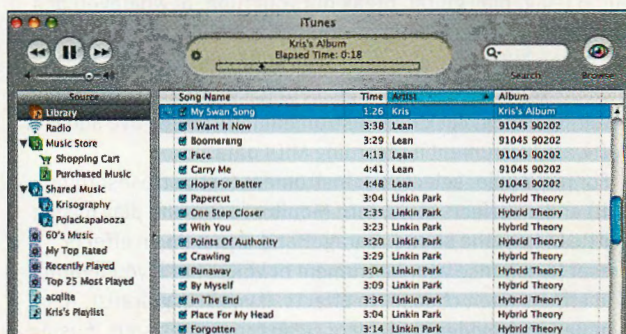 iTunes
Kris's Album
Elapsed Time: 0:18
Search
Browse
Source
Library
Radio
Music Store
Shopping Cart
Purchased Music
Shared Music
Krisography
Polackapalooza
60's Music
My Top Rated
Recently Played
Top 25 Most Played
acqlite
Kris's Playlist
Song Name Time Artist Album
My Swan Song 1:26 Kris Kris's Album
I Want It Now 3:38 Lean 91045 90202
Boomerang 3:29 Lean 91045 90202
Face 4:13 Lean 91045 90202
Carry Me 4:41 Lean 91045 90202
Hope For Better 4:48 Lean 91045 90202
Papercut 3:04 Linkin Park Hybrid Theory
One Step Closer 2:35 Linkin Park Hybrid Theory
With You 3:23 Linkin Park Hybrid Theory
Points Of Authority 3:20 Linkin Park Hybrid Theory
Crawling 3:29 Linkin Park Hybrid Theory
Runaway 3:04 Linkin Park Hybrid Theory
By Myself 3:09 Linkin Park Hybrid Theory
In The End 3:36 Linkin Park Hybrid Theory
Place For My Head 3:04 Linkin Park Hybrid Theory
Forgotten 3:14 Linkin Park Hybrid Theory